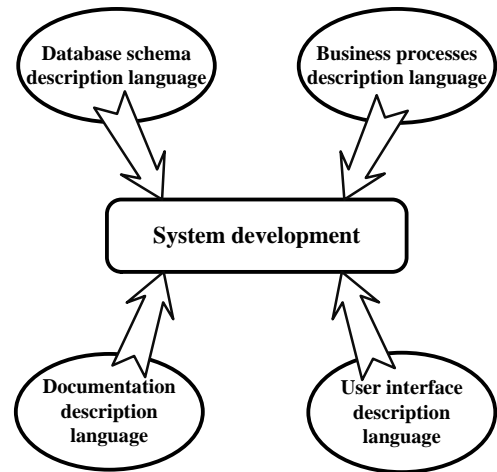 Database schema
description language
Business processes
description language
System development
Documentation
description
language
User interface
description
language